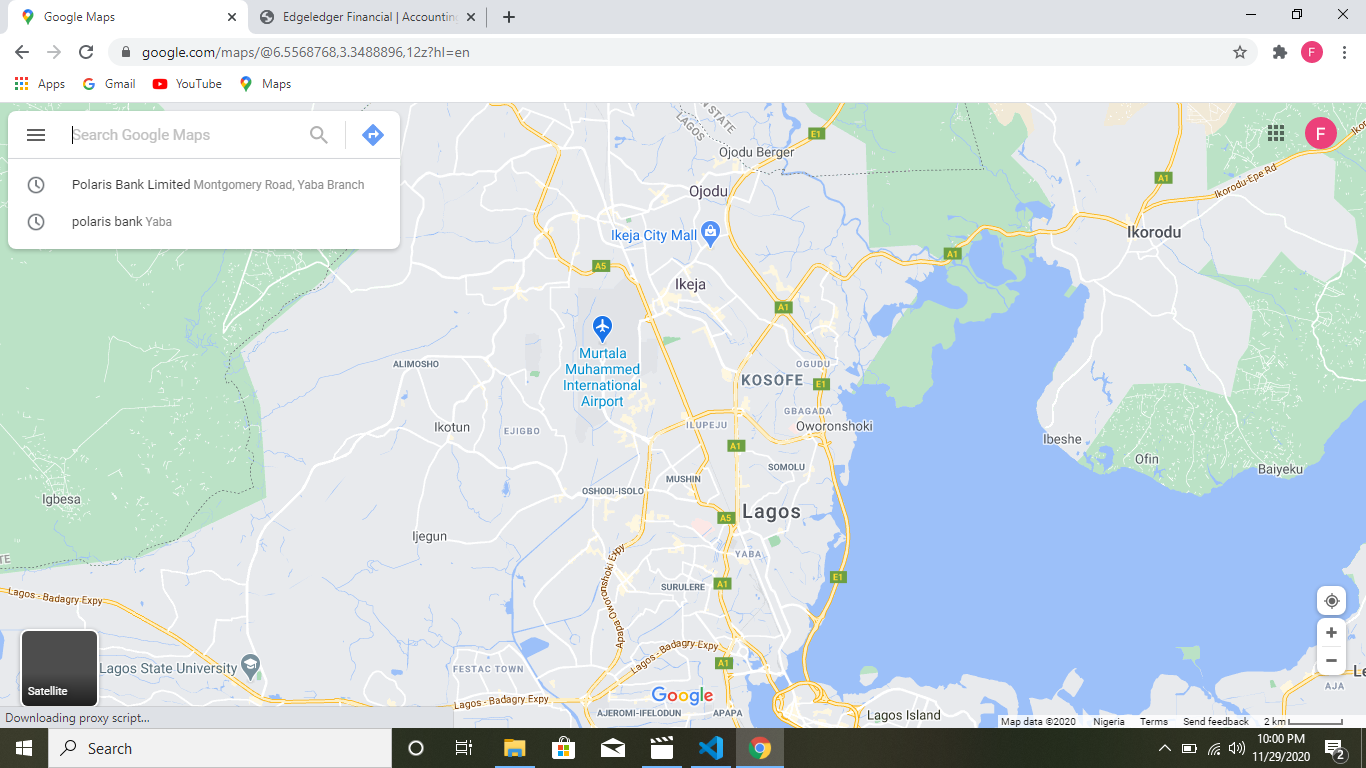 Google Maps
Edgeledger Financial | Accounting
google.com/maps/@6.5568768,3.3488896,12z?hl=en
F
Apps
Gmail
YouTube
Maps
Search Google Maps
F
Polaris Bank Limited Montgomery Road, Yaba Branch
polaris bank Yaba
N STATE
LAGOS
E1
Ojodu Berger
Ojodu
A1
Ikorodu-Epe Rd
Ikorodu
Ikeja City Mall
A1
A5
Ikeja
A1
Murtala
Muhammed
International
Airport
ALIMOSHO
OGUDU
KOSOFE
E1
GBAGADA
Ikotun
EJIGBO
ILUPEJU
Oworonshoki
A1
Ibeshe
Ofin
Baiyeku
SOMOLU
MUSHIN
OSHODI-ISOLO
Igbesa
Lagos
A5
Ijegun
YABA
TE
E1
SURULERE
A1
Apapa Oworonshoki Expy
Lagos - Badagry Expy
Lagos - Badagry Expy
Lagos State University
FESTAC TOWN
A1
Satellite
Lagos - Badagry Expy
Google
AJA
Le
AJEROMI-IFELODUN
APAPA
Lagos Island
Downloading proxy script...
Map data ©2020
Nigeria
Terms
Send feedback
2 km
Search
10:00 PM
11/29/2020
2